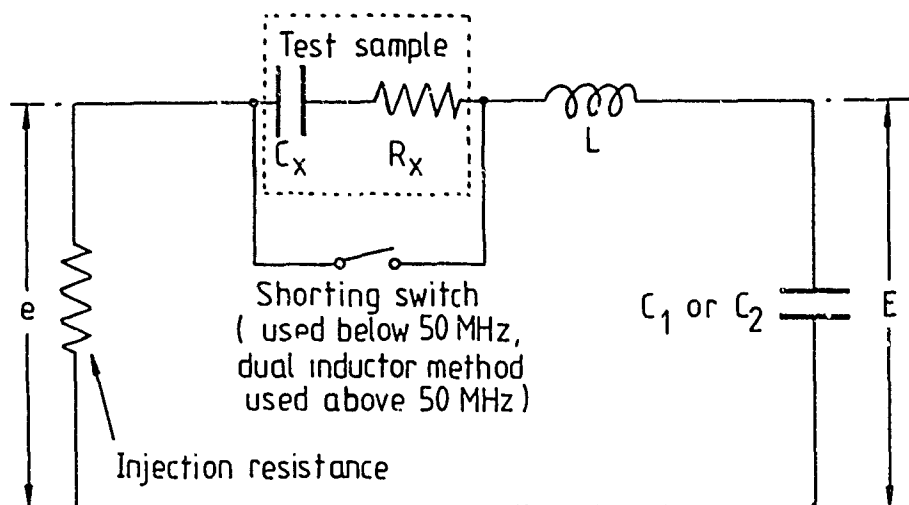 Test sample
Cx
Rx
L
e
E
Shorting switch
( used below 50 MHz,
dual inductor method
used above 50 MHz)
C1 or C2
Injection resistance